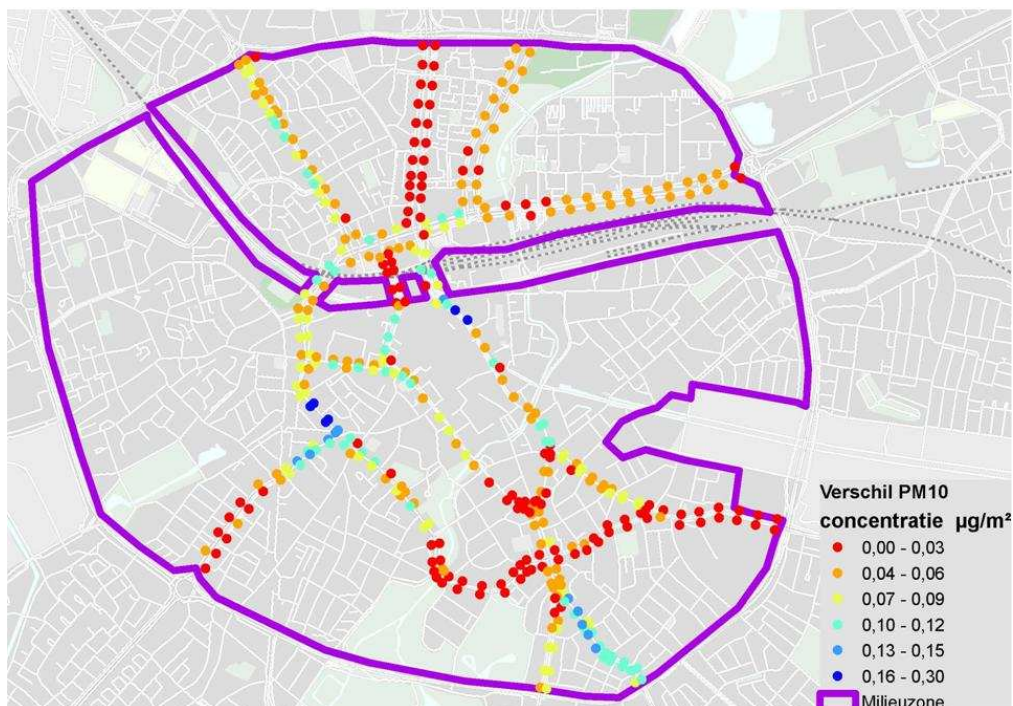 Verschil PM10
concentratie µg/m²
0,00 - 0,03
0,04 - 0,06
0,07 - 0,09
0,10 - 0,12
0,13 - 0,15
0,16 - 0,30
Milieuzone